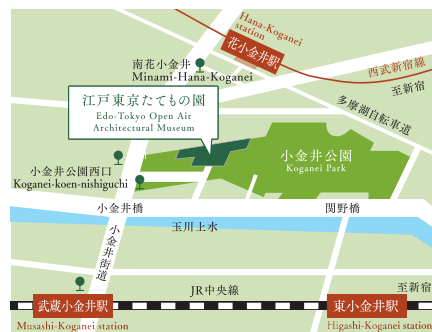 Hana-Koganei
station
花小金井駅
西武新宿線
至新宿
南花小金井
Minami-Hana-Koganei
多摩湖自転車道
江戸東京たてもの園
Edo-Tokyo Open Air
Architectural Museum
小金井公園
Koganei Park
小金井公園西口
Koganei-koen-nishiguchi
小金井橋
関野橋
玉川上水
小金井街道
JR中央線
至新宿
武蔵小金井駅
Musashi-Koganei station
東小金井駅
Higashi-Koganei station